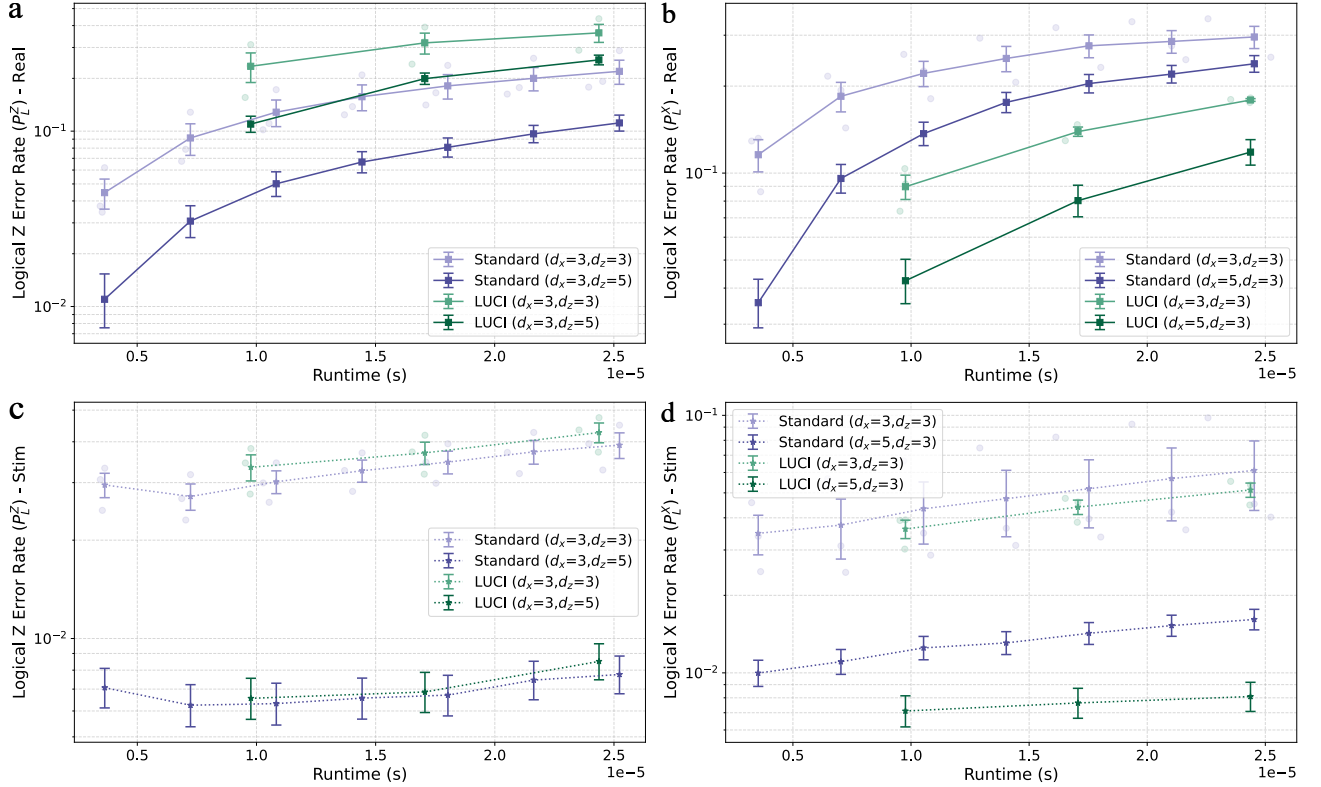 a
Logical Z Error Rate (P_L^Z) - Real
10^−1
10^−2
Standard (d_x=3,d_z=3)
Standard (d_x=3,d_z=5)
LUCI (d_x=3,d_z=3)
LUCI (d_x=3,d_z=5)
0.5 1.0 1.5 2.0 2.5
1e−5
Runtime (s)
b
Logical X Error Rate (P_L^X) - Real
10^−1
Standard (d_x=3,d_z=3)
Standard (d_x=5,d_z=3)
LUCI (d_x=3,d_z=3)
LUCI (d_x=5,d_z=3)
0.5 1.0 1.5 2.0 2.5
1e−5
Runtime (s)
c
Logical Z Error Rate (P_L^Z) - Stim
10^−2
Standard (d_x=3,d_z=3)
Standard (d_x=3,d_z=5)
LUCI (d_x=3,d_z=3)
LUCI (d_x=3,d_z=5)
0.5 1.0 1.5 2.0 2.5
1e−5
Runtime (s)
d
Logical X Error Rate (P_L^X) - Stim
10^−1
10^−2
Standard (d_x=3,d_z=3)
Standard (d_x=5,d_z=3)
LUCI (d_x=3,d_z=3)
LUCI (d_x=5,d_z=3)
0.5 1.0 1.5 2.0 2.5
1e−5
Runtime (s)